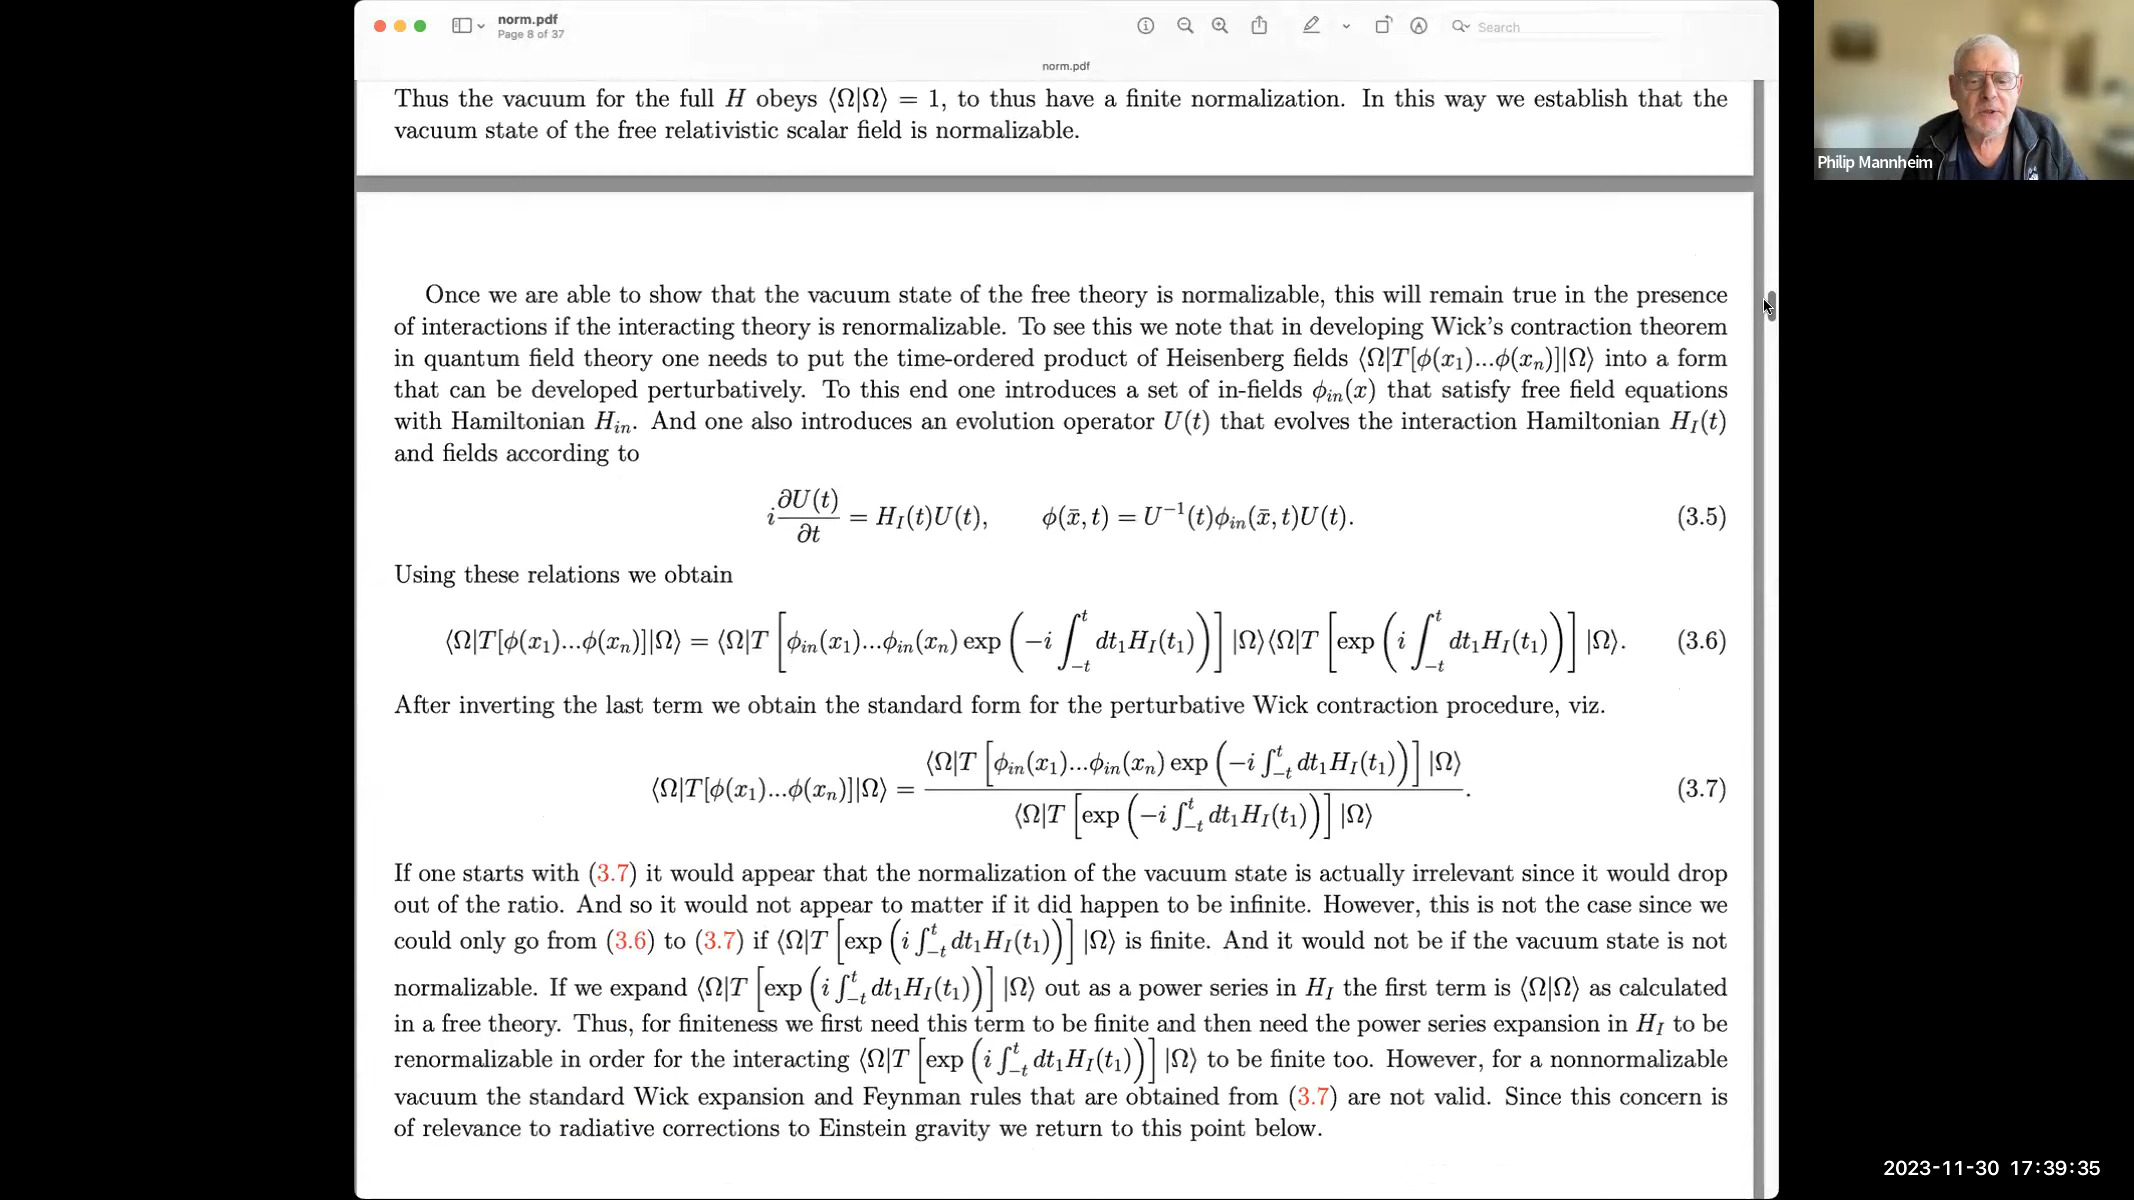 norm.pdf
Page 8 of 37
Search
norm.pdf
Thus the vacuum for the full H obeys ⟨Ω|Ω⟩ = 1, to thus have a finite normalization. In this way we establish that the
vacuum state of the free relativistic scalar field is normalizable.
Once we are able to show that the vacuum state of the free theory is normalizable, this will remain true in the presence
of interactions if the interacting theory is renormalizable. To see this we note that in developing Wick's contraction theorem
in quantum field theory one needs to put the time-ordered product of Heisenberg fields ⟨Ω|T[ϕ(x₁)...ϕ(xₙ)]|Ω⟩ into a form
that can be developed perturbatively. To this end one introduces a set of in-fields ϕ_{in}(x) that satisfy free field equations
with Hamiltonian H_{in}. And one also introduces an evolution operator U(t) that evolves the interaction Hamiltonian H_I(t)
and fields according to
i ∂U(t)/∂t = H_I(t)U(t), ϕ(x̄, t) = U⁻¹(t)ϕ_{in}(x̄, t)U(t). (3.5)
Using these relations we obtain
⟨Ω|T[ϕ(x₁)...ϕ(xₙ)]|Ω⟩ = ⟨Ω|T [ϕ_{in}(x₁)...ϕ_{in}(xₙ) exp (−i ∫_{−t}^{t} dt₁H_I(t₁))] |Ω⟩⟨Ω|T [exp (i ∫_{−t}^{t} dt₁H_I(t₁))] |Ω⟩. (3.6)
After inverting the last term we obtain the standard form for the perturbative Wick contraction procedure, viz.
⟨Ω|T[ϕ(x₁)...ϕ(xₙ)]|Ω⟩ = ⟨Ω|T [ϕ_{in}(x₁)...ϕ_{in}(xₙ) exp (−i ∫_{−t}^{t} dt₁H_I(t₁))] |Ω⟩ / ⟨Ω|T [exp (−i ∫_{−t}^{t} dt₁H_I(t₁))] |Ω⟩. (3.7)
If one starts with (3.7) it would appear that the normalization of the vacuum state is actually irrelevant since it would drop
out of the ratio. And so it would not appear to matter if it did happen to be infinite. However, this is not the case since we
could only go from (3.6) to (3.7) if ⟨Ω|T [exp (i ∫_{−t}^{t} dt₁H_I(t₁))] |Ω⟩ is finite. And it would not be if the vacuum state is not
normalizable. If we expand ⟨Ω|T [exp (i ∫_{−t}^{t} dt₁H_I(t₁))] |Ω⟩ out as a power series in H_I the first term is ⟨Ω|Ω⟩ as calculated
in a free theory. Thus, for finiteness we first need this term to be finite and then need the power series expansion in H_I to be
renormalizable in order for the interacting ⟨Ω|T [exp (i ∫_{−t}^{t} dt₁H_I(t₁))] |Ω⟩ to be finite too. However, for a nonnormalizable
vacuum the standard Wick expansion and Feynman rules that are obtained from (3.7) are not valid. Since this concern is
of relevance to radiative corrections to Einstein gravity we return to this point below.
Philip Mannheim
2023-11-30 17:39:35